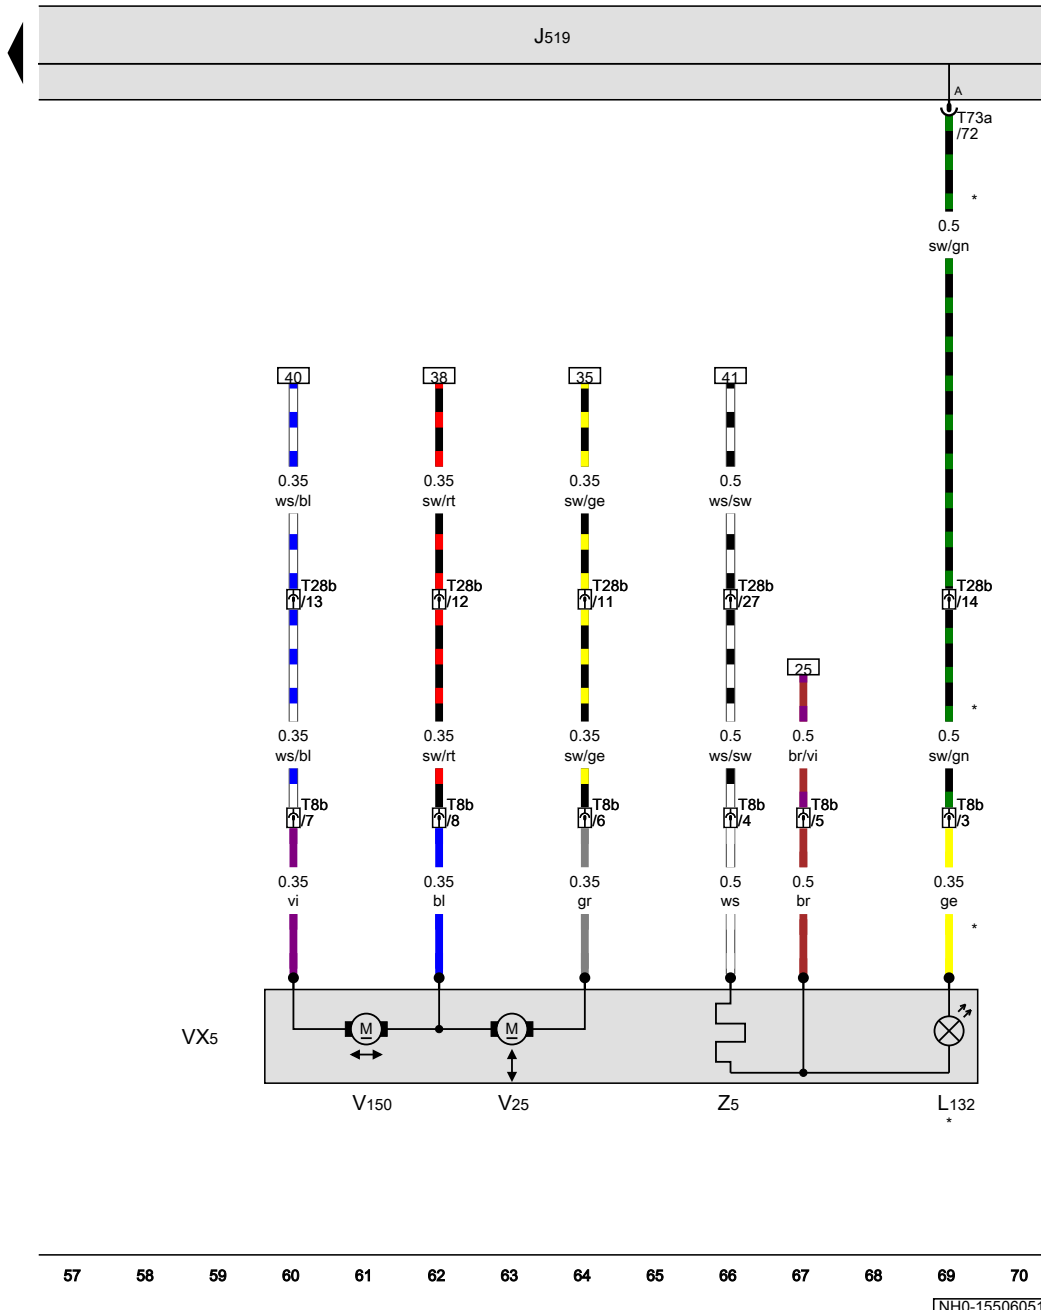 J519
A
T73a
/72
*
0.5
sw/gn
40 38 35 41
0.35 0.35 0.35 0.5
ws/bl sw/rt sw/ge ws/sw
T28b T28b T28b T28b T28b
/13 /12 /11 /27 /14
25
*
0.35 0.35 0.35 0.5 0.5 0.5
ws/bl sw/rt sw/ge ws/sw br/vi sw/gn
T8b T8b T8b T8b T8b T8b
/7 /8 /6 /4 /5 /3
0.35 0.35 0.35 0.5 0.5 0.35
vi bl gr ws br ge
*
M M
VX5
V150 V25 Z5 L132
*
57 58 59 60 61 62 63 64 65 66 67 68 69 70
NH0-15506051